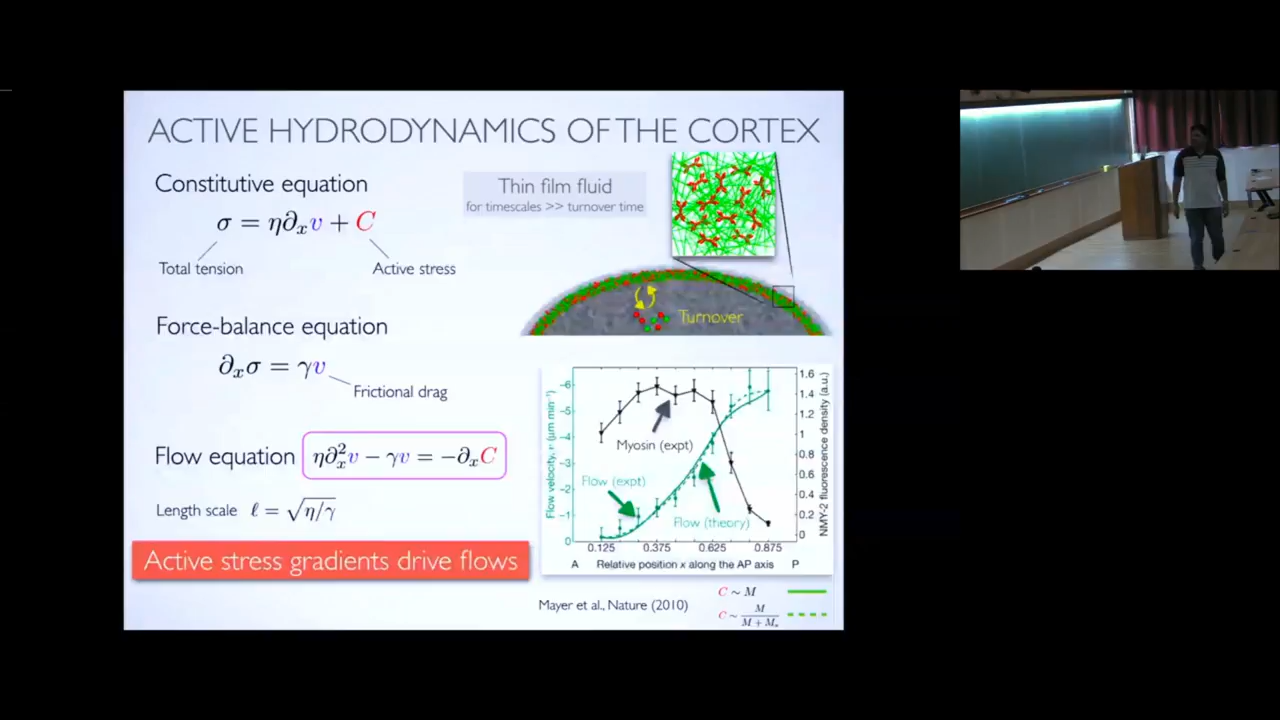 ACTIVE HYDRODYNAMICS OF THE CORTEX
Constitutive equation
σ = η∂ₓv + C
Total tension
Active stress
Thin film fluid
for timescales >> turnover time
Turnover
Force-balance equation
∂ₓσ = γv
Frictional drag
Flow equation
η∂ₓ²v − γv = −∂ₓC
Length scale ℓ = √η/γ
Active stress gradients drive flows
Flow velocity, v (μm min⁻¹)
-6
-5
-4
-3
-2
-1
0
Myosin (expt)
Flow (expt)
Flow (theory)
1.6
1.4
1.2
1
0.8
0.6
0.4
0.2
0
NMY-2 fluorescence density (a.u.)
0.125 0.375 0.625 0.875
A Relative position x along the AP axis P
Mayer et al., Nature (2010)
C ~ M
C ~ M / M + M*